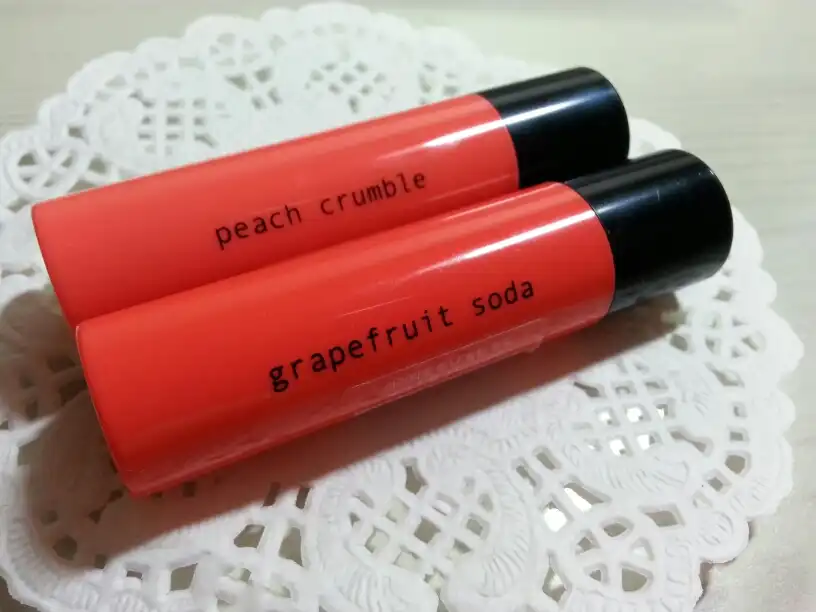 peach crumble
grapefruit soda